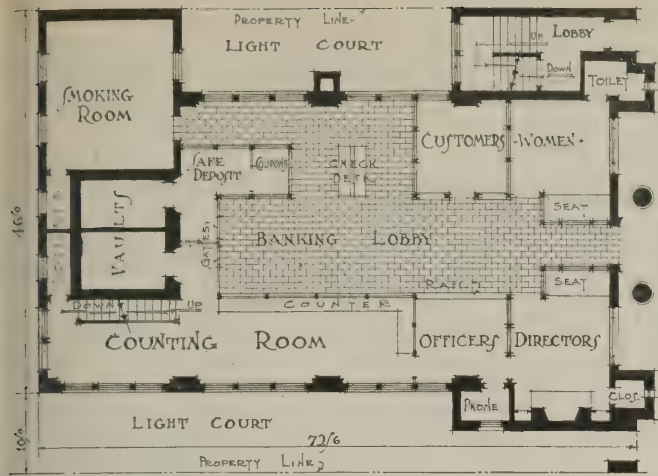 PROPERTY LINE
LIGHT COURT
UP
LOBBY
DOWN
TOILET
SMOKING
ROOM
CUSTOMERS
WOMEN
SAFE
DEPOSIT
COUPONS
CHECK
DESK
SEAT
VAULTS
GATES
BANKING LOBBY
SEAT
RAIL
DOWN
UP
COUNTER
COUNTING ROOM
OFFICERS
DIRECTORS
PHONE
CLOS.
LIGHT COURT
72/6
46/6
10/6
PROPERTY LINE